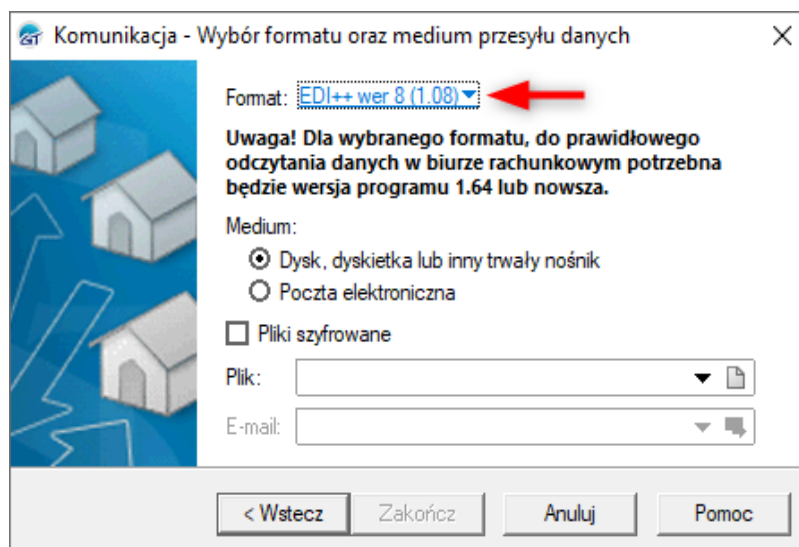 Komunikacja - Wybór formatu oraz medium przesyłu danych
Format: EDI++ wer 8 (1.08)
Uwaga! Dla wybranego formatu, do prawidłowego
odczytania danych w biurze rachunkowym potrzebna
będzie wersja programu 1.64 lub nowsza.
Medium:
Dysk, dyskietka lub inny trwały nośnik
Poczta elektroniczna
Pliki szyfrowane
Plik:
E-mail:
< Wstecz Zakończ Anuluj Pomoc